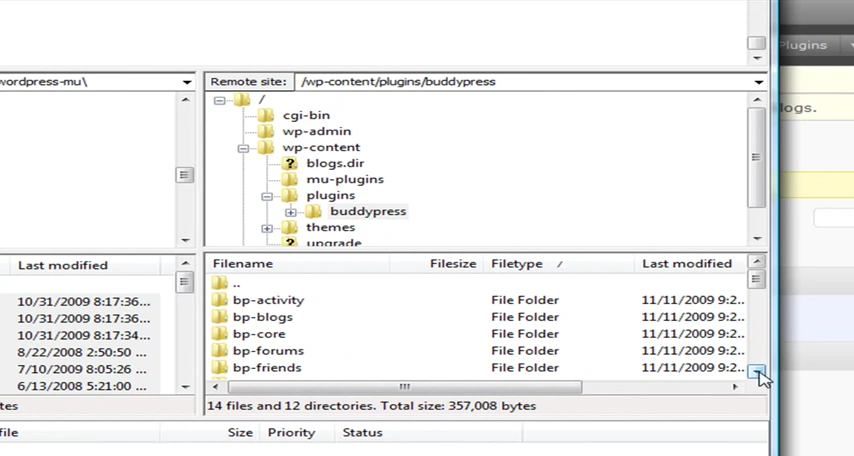 Plugins
wordpress-mu\
Remote site: /wp-content/plugins/buddypress
/
cgi-bin
wp-admin
wp-content
? blogs.dir
mu-plugins
plugins
buddypress
themes
? upgrade
logs.
Last modified
10/31/2009 8:17:36...
10/31/2009 8:17:36...
10/31/2009 8:17:34...
8/22/2008 2:50:50 ...
7/10/2009 8:05:26 ...
6/13/2008 5:21:00 ...
Filename Filesize Filetype / Last modified
..
bp-activity File Folder 11/11/2009 9:2...
bp-blogs File Folder 11/11/2009 9:2...
bp-core File Folder 11/11/2009 9:2...
bp-forums File Folder 11/11/2009 9:2...
bp-friends File Folder 11/11/2009 9:2...
tes
14 files and 12 directories. Total size: 357,008 bytes
file Size Priority Status